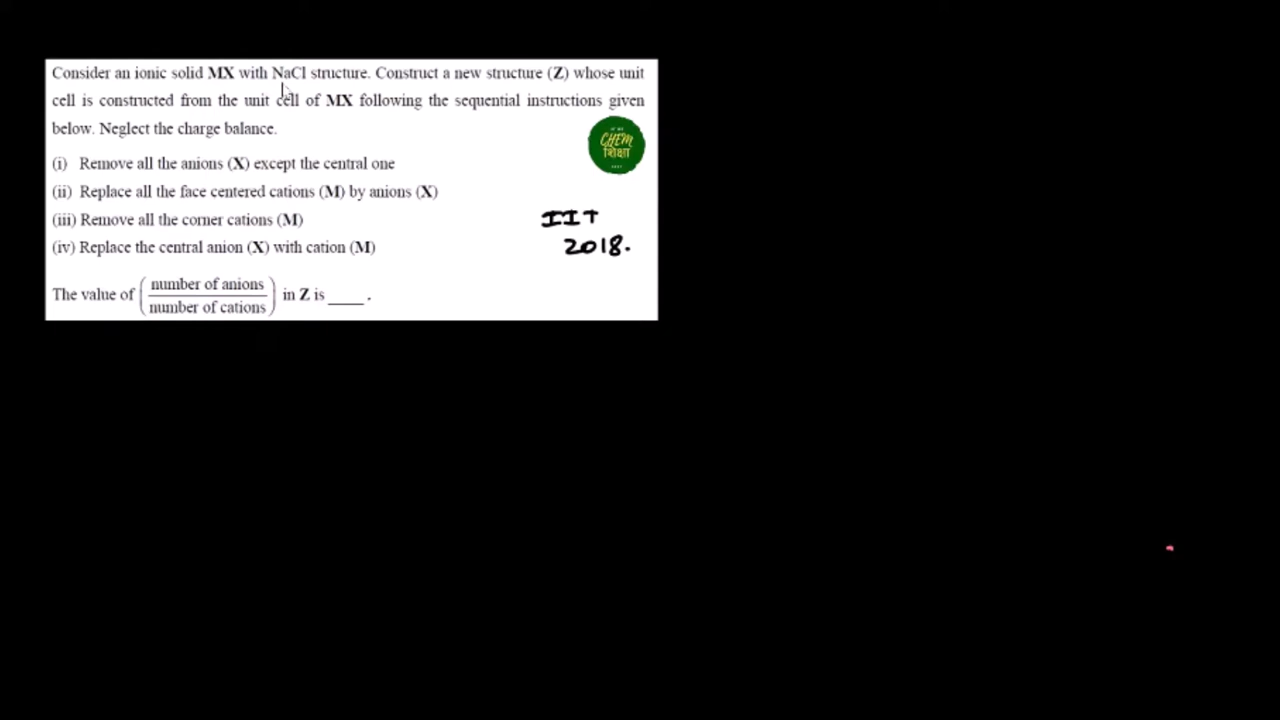 Consider an ionic solid MX with NaCl structure. Construct a new structure (Z) whose unit
cell is constructed from the unit cell of MX following the sequential instructions given
below. Neglect the charge balance.
CHEM
शिक्षा
(i) Remove all the anions (X) except the central one
(ii) Replace all the face centered cations (M) by anions (X)
(iii) Remove all the corner cations (M)
IIT
(iv) Replace the central anion (X) with cation (M)
2018.
The value of (number of anions / number of cations) in Z is ____ .